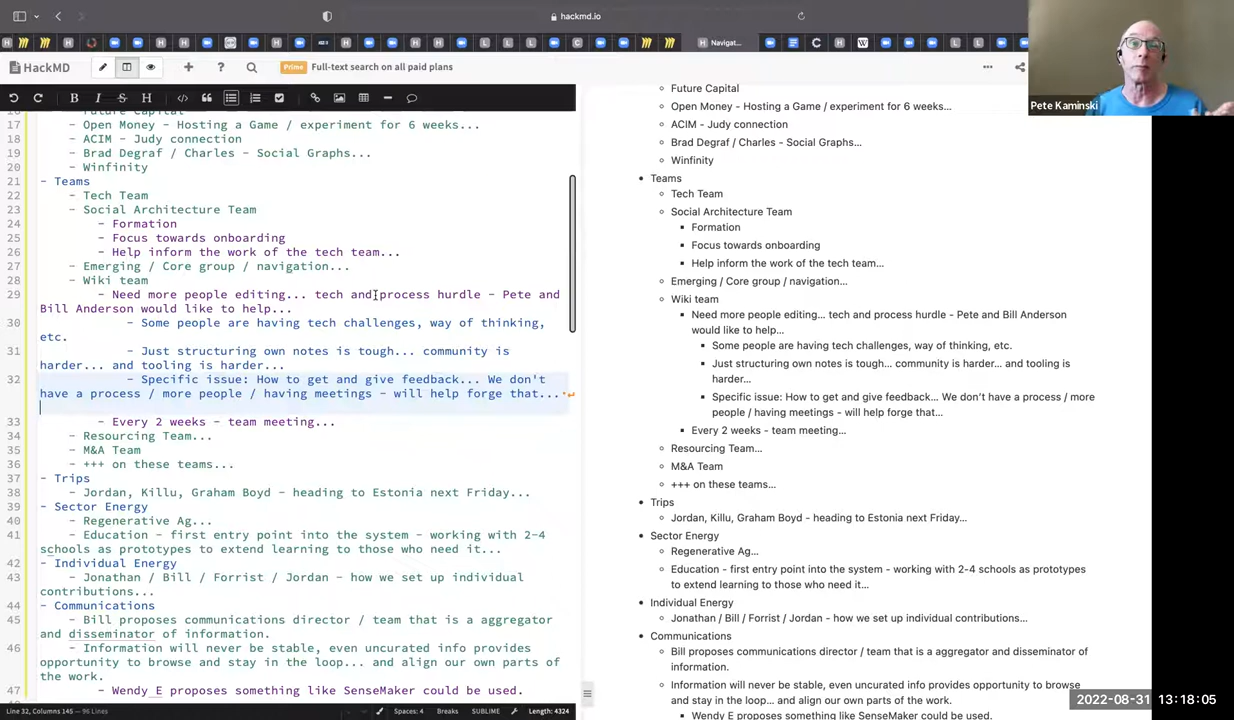 hackmd.io
Navigat...
HackMD
Prime Full-text search on all paid plans
Pete Kaminski
17 - Open Money - Hosting a Game / experiment for 6 weeks...
18 - ACIM - Judy connection
19 - Brad Degraf / Charles - Social Graphs...
20 - Winfinity
21 - Teams
22 - Tech Team
23 - Social Architecture Team
24 - Formation
25 - Focus towards onboarding
26 - Help inform the work of the tech team...
27 - Emerging / Core group / navigation...
28 - Wiki team
29 - Need more people editing... tech and process hurdle - Pete and
Bill Anderson would like to help...
30 - Some people are having tech challenges, way of thinking,
etc.
31 - Just structuring own notes is tough... community is
harder... and tooling is harder...
32 - Specific issue: How to get and give feedback... We don't
have a process / more people / having meetings - will help forge that...
33 - Every 2 weeks - team meeting...
34 - Resourcing Team...
35 - M&A Team
36 - +++ on these teams...
37 - Trips
38 - Jordan, Killu, Graham Boyd - heading to Estonia next Friday...
39 - Sector Energy
40 - Regenerative Ag...
41 - Education - first entry point into the system - working with 2-4
schools as prototypes to extend learning to those who need it...
42 - Individual Energy
43 - Jonathan / Bill / Forrist / Jordan - how we set up individual
contributions...
44 - Communications
45 - Bill proposes communications director / team that is a aggregator
and disseminator of information.
46 - Information will never be stable, even uncurated info provides
opportunity to browse and stay in the loop... and align our own parts of
the work.
47 - Wendy E proposes something like SenseMaker could be used.
Line 32, Columns 145 — 96 Lines
Spaces: 4 Breaks SUBLIME Length: 4324
Future Capital
Open Money - Hosting a Game / experiment for 6 weeks…
ACIM - Judy connection
Brad Degraf / Charles - Social Graphs…
Winfinity
Teams
Tech Team
Social Architecture Team
Formation
Focus towards onboarding
Help inform the work of the tech team…
Emerging / Core group / navigation…
Wiki team
Need more people editing… tech and process hurdle - Pete and Bill Anderson
would like to help…
Some people are having tech challenges, way of thinking, etc.
Just structuring own notes is tough… community is harder… and tooling is
harder…
Specific issue: How to get and give feedback… We don't have a process / more
people / having meetings - will help forge that…
Every 2 weeks - team meeting…
Resourcing Team…
M&A Team
+++ on these teams…
Trips
Jordan, Killu, Graham Boyd - heading to Estonia next Friday…
Sector Energy
Regenerative Ag…
Education - first entry point into the system - working with 2-4 schools as prototypes
to extend learning to those who need it…
Individual Energy
Jonathan / Bill / Forrist / Jordan - how we set up individual contributions…
Communications
Bill proposes communications director / team that is a aggregator and disseminator of
information.
Information will never be stable, even uncurated info provides opportunity to browse
and stay in the loop… and align our own parts of the work.
Wendy E proposes something like SenseMaker could be used.
2022-08-31 13:18:05